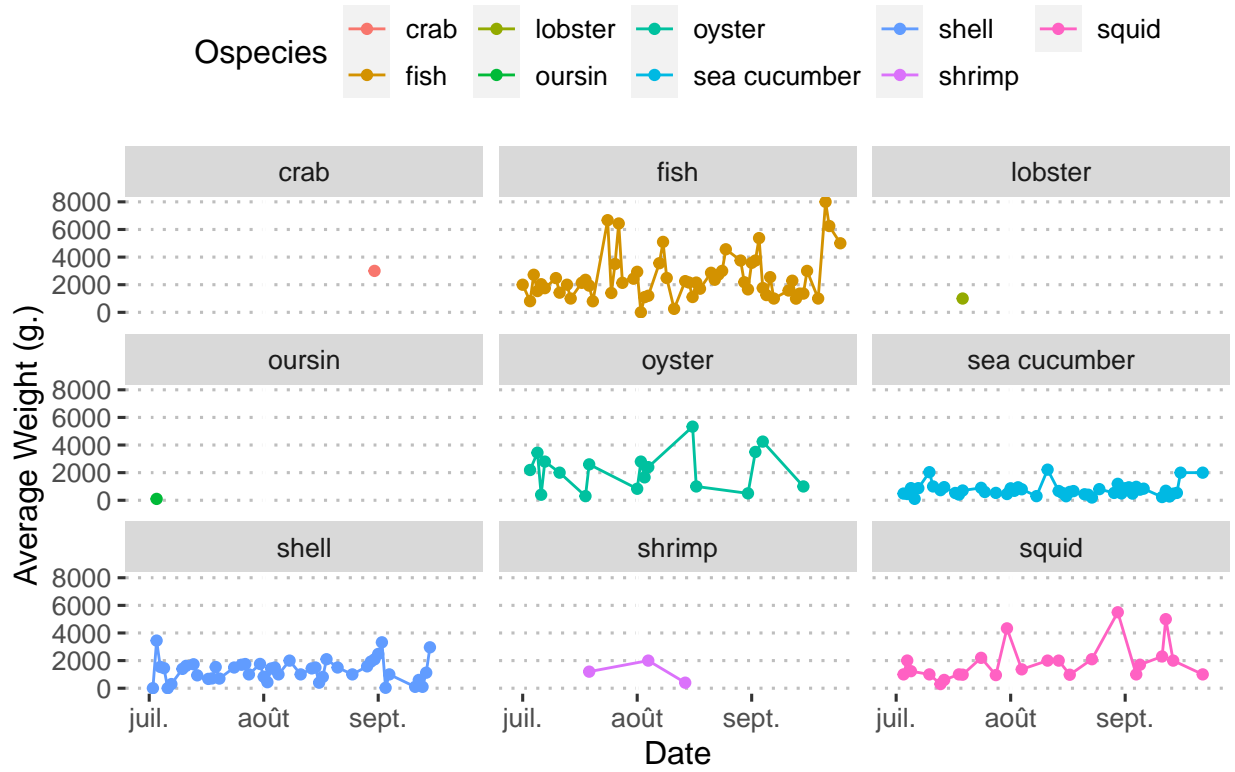 Ospecies
crab lobster oyster shell squid
fish oursin sea cucumber shrimp
crab fish lobster
8000
6000
4000
2000
0
oursin oyster sea cucumber
8000
6000
4000
2000
0
shell shrimp squid
8000
6000
4000
2000
0
juil. août sept. juil. août sept. juil. août sept.
Average Weight (g.)
Date